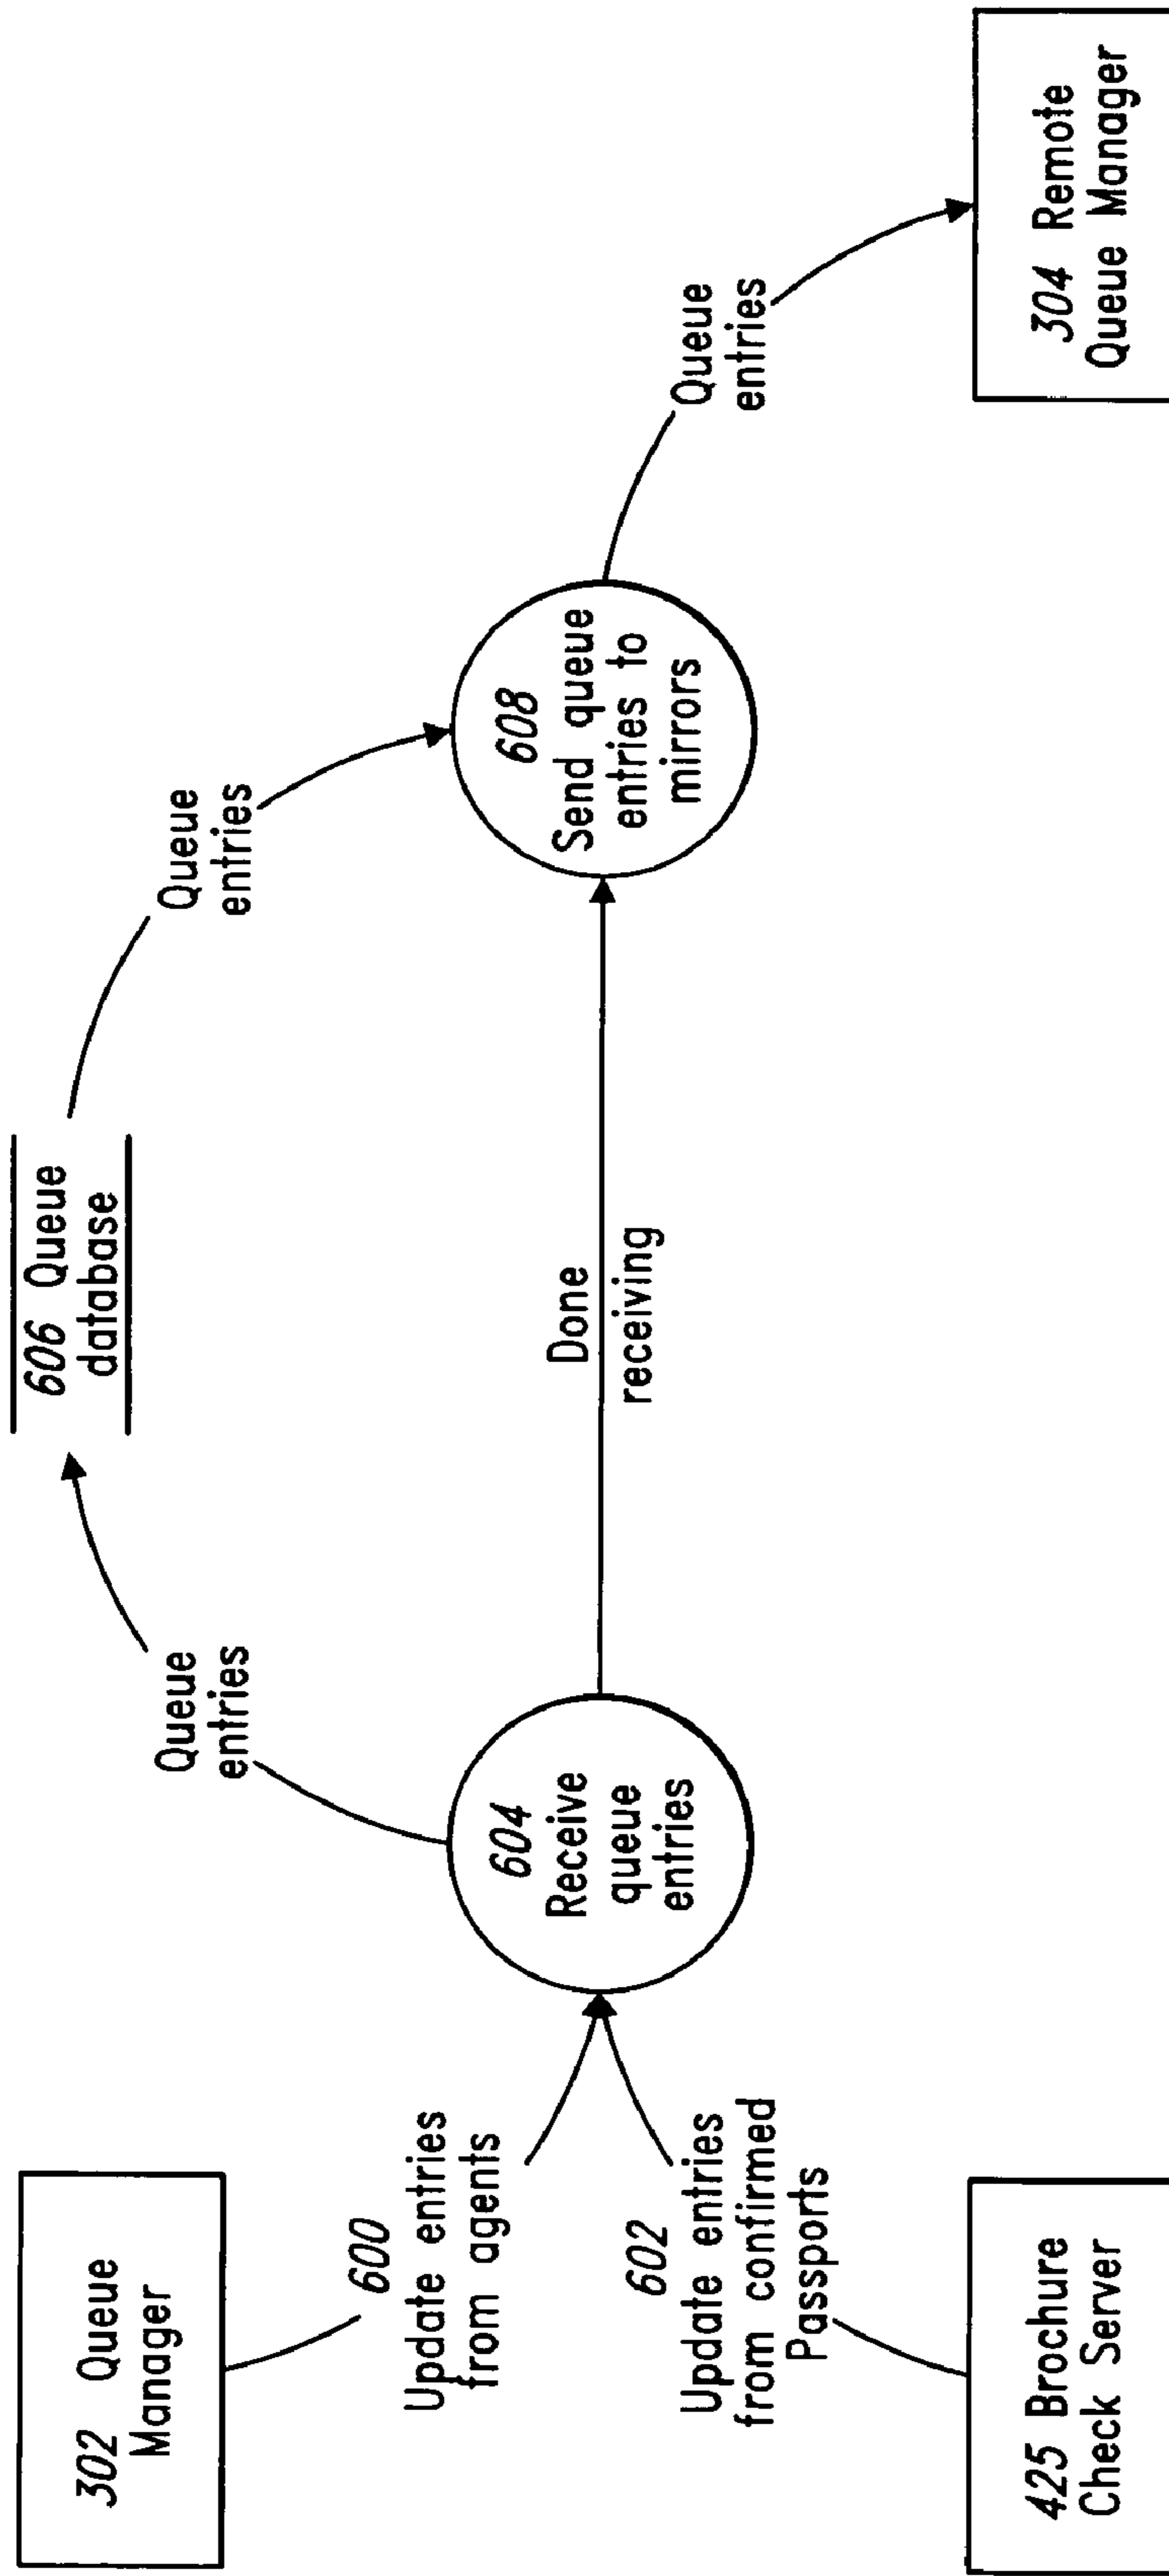 302 Queue
Manager
600
Update entries
from agents
602
Update entries
from confirmed
Passports
425 Brochure
Check Server
604
Receive
queue
entries
Queue
entries
606 Queue
database
Done
receiving
Queue
entries
608
Send queue
entries to
mirrors
Queue
entries
304 Remote
Queue Manager